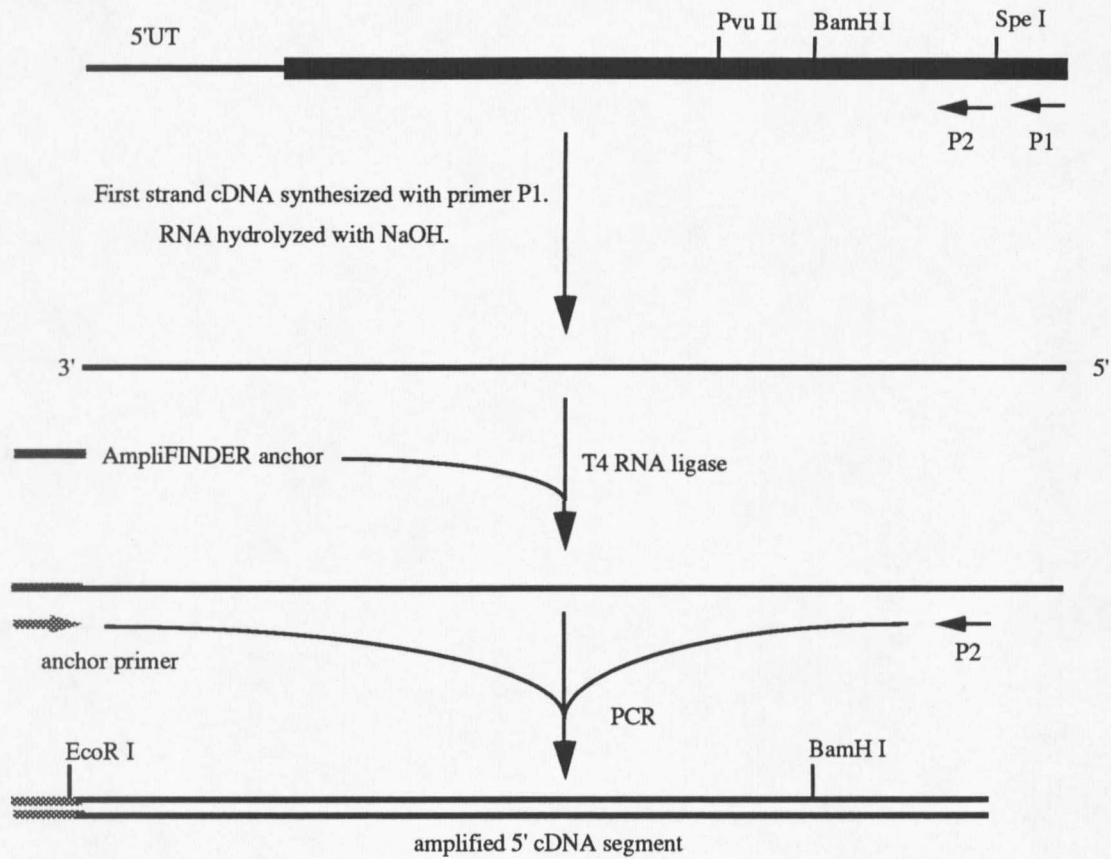 5'UT
Pvu II
BamH I
Spe I
P2
P1
First strand cDNA synthesized with primer P1.
RNA hydrolyzed with NaOH.
3'
5'
AmpliFINDER anchor
T4 RNA ligase
anchor primer
P2
PCR
EcoR I
BamH I
amplified 5' cDNA segment